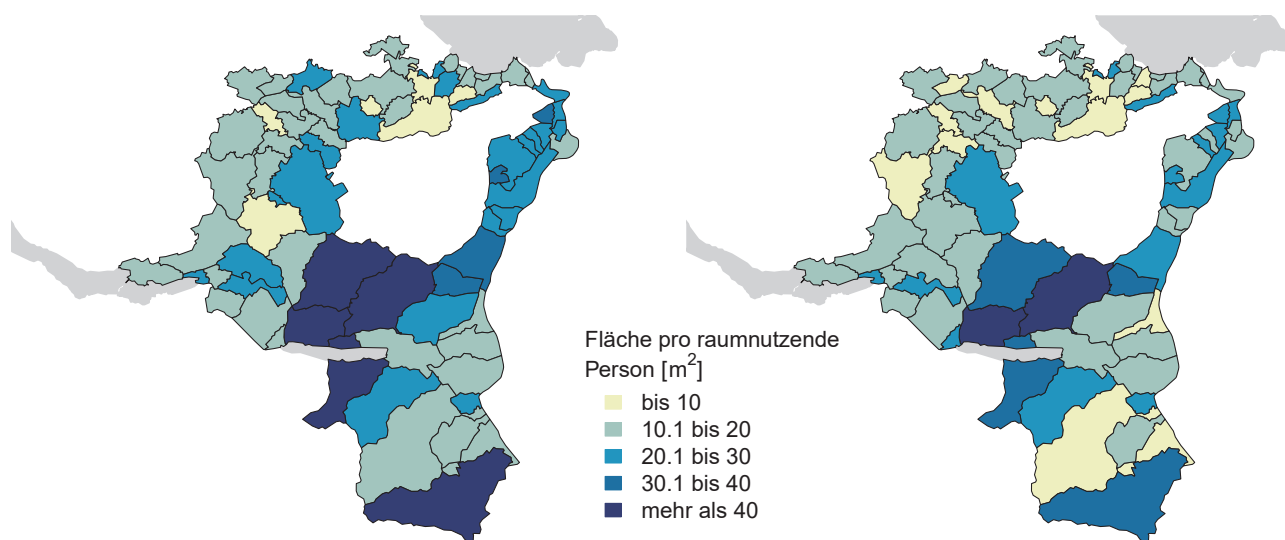 Fläche pro raumnutzende
Person [m²]
bis 10
10.1 bis 20
20.1 bis 30
30.1 bis 40
mehr als 40